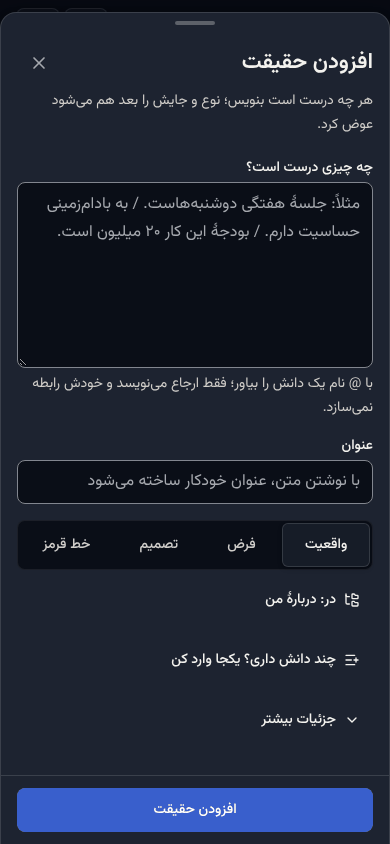 افزودن حقیقت
هر چه درست است بنویس؛ نوع و جایش را بعد هم می‌شود
عوض کرد.
چه چیزی درست است؟
مثلاً: جلسهٔ هفتگی دوشنبه‌هاست. / به بادام‌زمینی
حساسیت دارم. / بودجهٔ این کار ۲۰ میلیون است.
با @ نام یک دانش را بیاور؛ فقط ارجاع می‌نویسد و خودش رابطه
نمی‌سازد.
عنوان
با نوشتن متن، عنوان خودکار ساخته می‌شود
واقعیت
فرض
تصمیم
خط قرمز
در: دربارهٔ من
چند دانش داری؟ یکجا وارد کن
جزئیات بیشتر
افزودن حقیقت